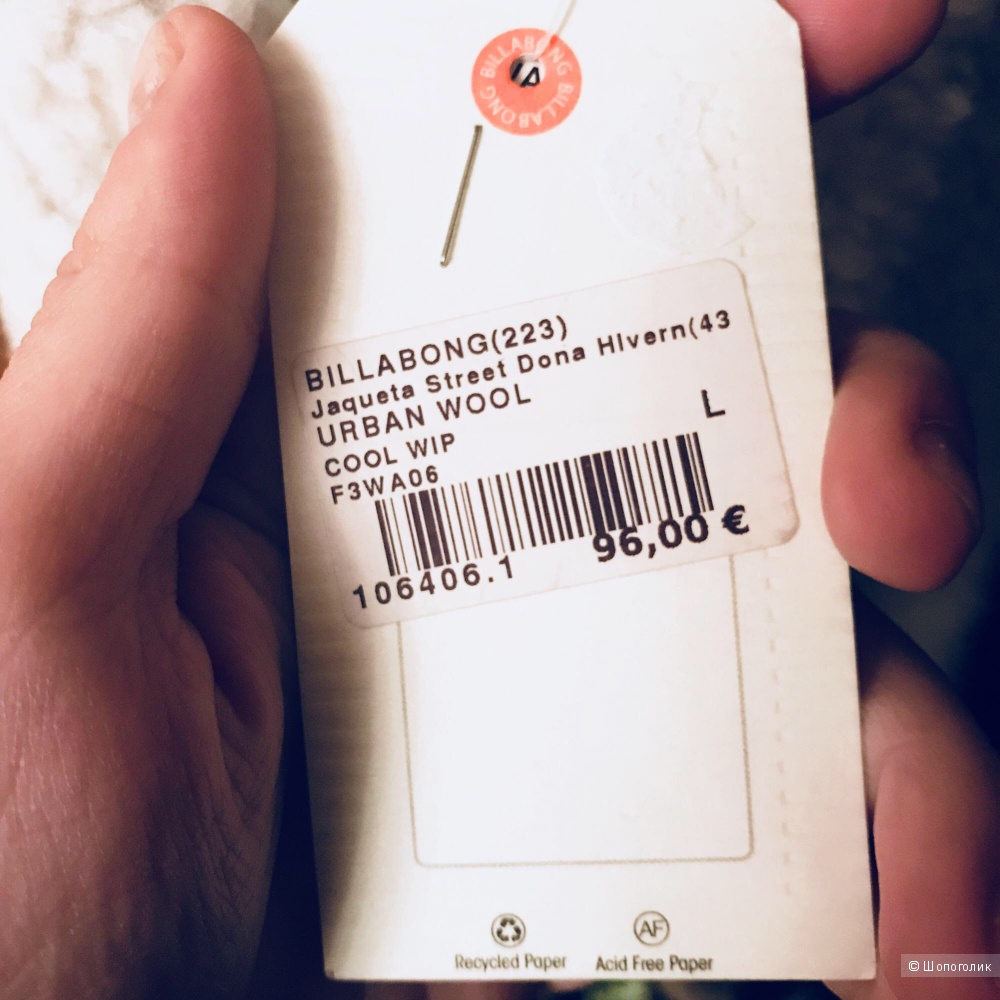 BILLABONG BILLABONG
BILLABONG(223)
Jaqueta Street Dona HIvern(43
URBAN WOOL
L
COOL WIP
F3WA06
96,00 €
106406.1
Recycled Paper
AF
Acid Free Paper
© Шопоголик